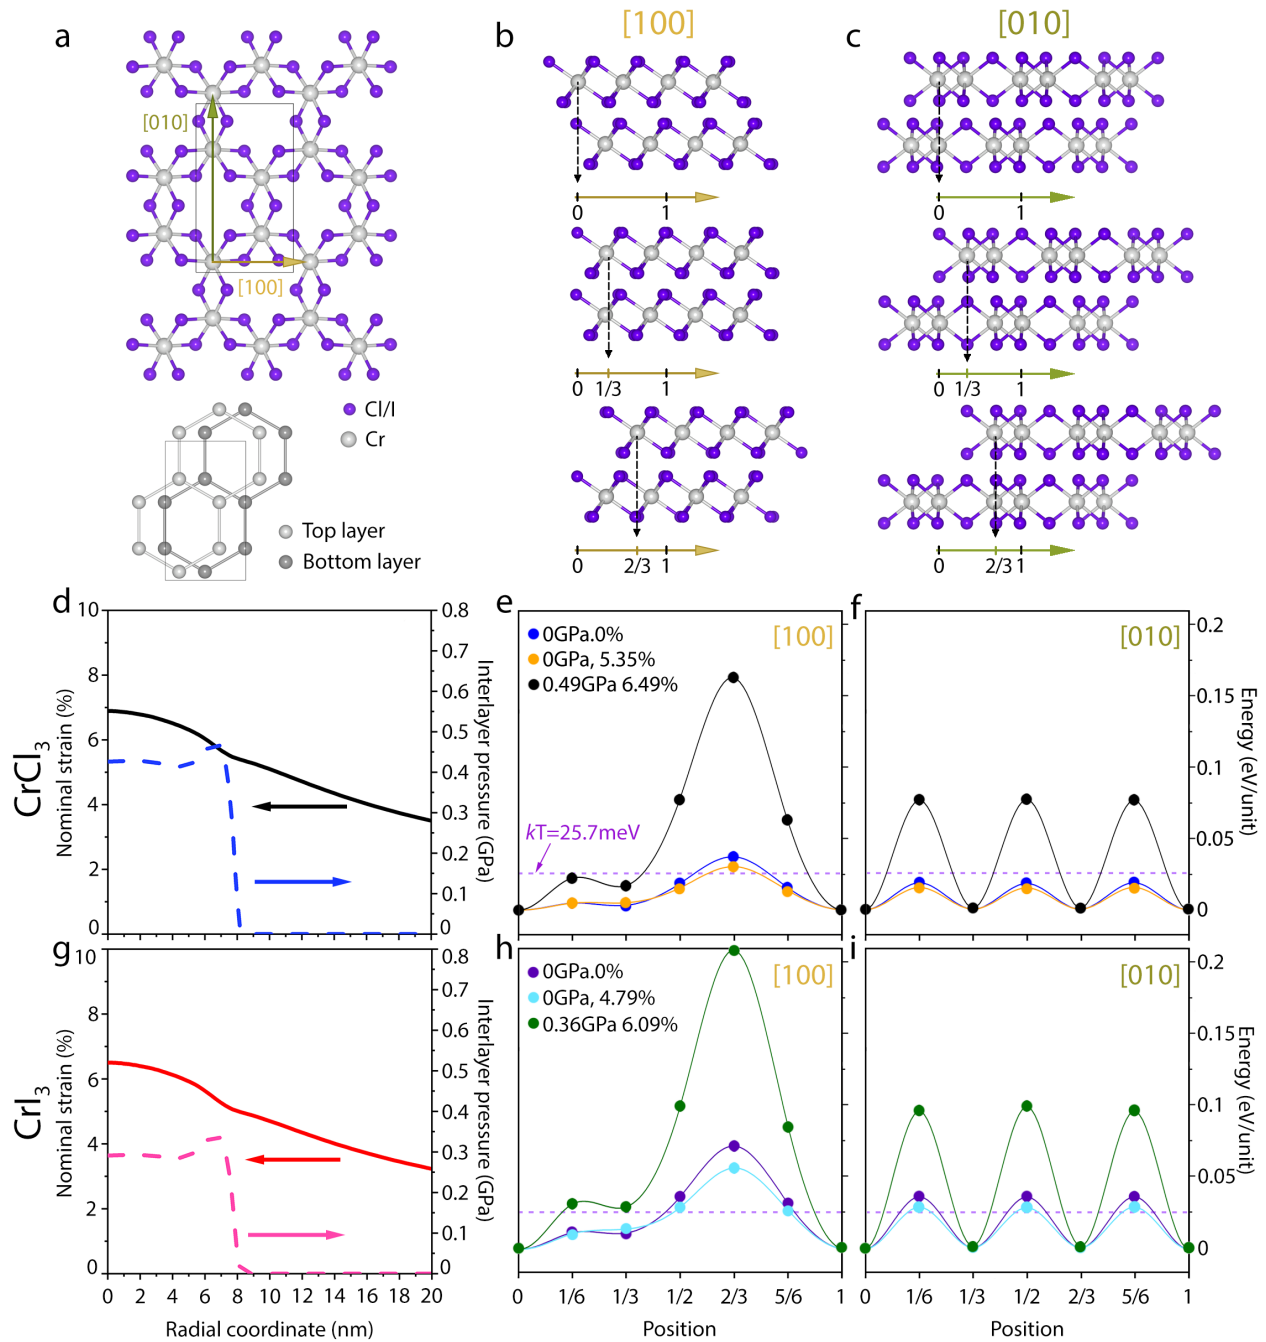 [100]
[010]
a
b
c
[010]
[100]
Cl/I
Cr
Top layer
Bottom layer
0 1
0 1/3 1
0 2/3 1
0 1
0 1/3 1
0 2/3 1
d
CrCl3
Nominal strain (%)
10
8
6
4
2
0
0.8
0.7
0.6
0.5
0.4
0.3
0.2
0.1
0
Interlayer pressure (GPa)
e
[100]
0GPa.0%
0GPa, 5.35%
0.49GPa 6.49%
kT=25.7meV
f
[010]
0.2
0.15
0.1
0.05
0
Energy (eV/unit)
g
CrI3
Nominal strain (%)
10
8
6
4
2
0
0.8
0.7
0.6
0.5
0.4
0.3
0.2
0.1
0
Interlayer pressure (GPa)
0 2 4 6 8 10 12 14 16 18 20
Radial coordinate (nm)
h
[100]
0GPa.0%
0GPa, 4.79%
0.36GPa 6.09%
0 1/6 1/3 1/2 2/3 5/6 1
Position
i
[010]
0.2
0.15
0.1
0.05
0
Energy (eV/unit)
0 1/6 1/3 1/2 2/3 5/6 1
Position